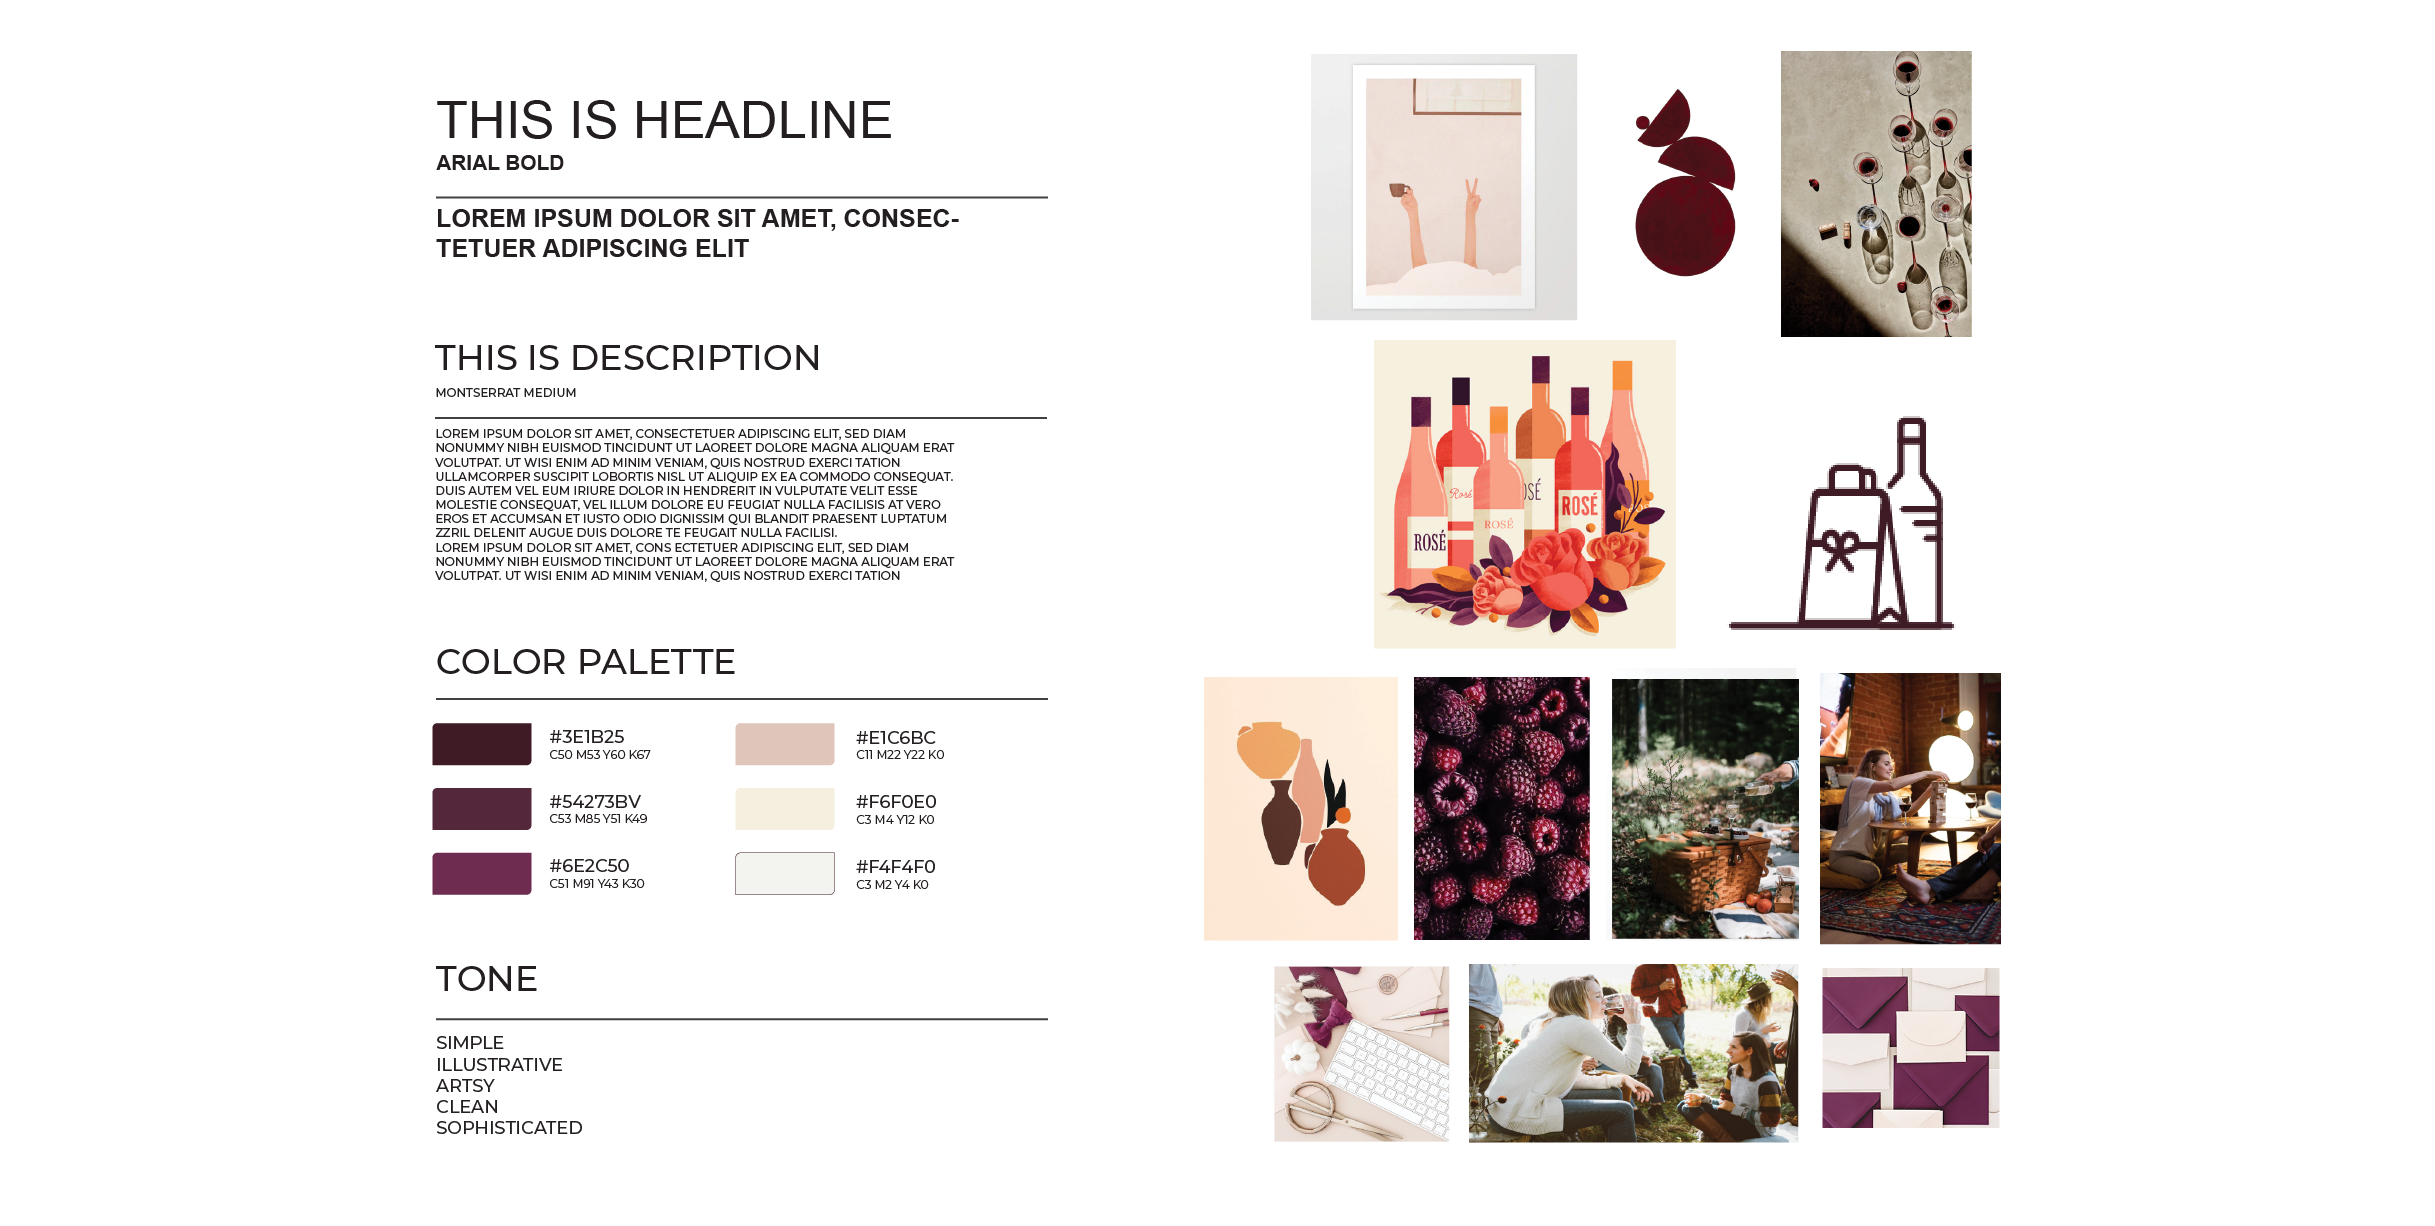 THIS IS HEADLINE
ARIAL BOLD
LOREM IPSUM DOLOR SIT AMET, CONSEC-
TETUER ADIPISCING ELIT
THIS IS DESCRIPTION
MONTSERRAT MEDIUM
LOREM IPSUM DOLOR SIT AMET, CONSECTETUER ADIPISCING ELIT, SED DIAM
NONUMMY NIBH EUISMOD TINCIDUNT UT LAOREET DOLORE MAGNA ALIQUAM ERAT
VOLUTPAT. UT WISI ENIM AD MINIM VENIAM, QUIS NOSTRUD EXERCI TATION
ULLAMCORPER SUSCIPIT LOBORTIS NISL UT ALIQUIP EX EA COMMODO CONSEQUAT.
DUIS AUTEM VEL EUM IRIURE DOLOR IN HENDRERIT IN VULPUTATE VELIT ESSE
MOLESTIE CONSEQUAT, VEL ILLUM DOLORE EU FEUGIAT NULLA FACILISIS AT VERO
EROS ET ACCUMSAN ET IUSTO ODIO DIGNISSIM QUI BLANDIT PRAESENT LUPTATUM
ZZRIL DELENIT AUGUE DUIS DOLORE TE FEUGAIT NULLA FACILISI.
LOREM IPSUM DOLOR SIT AMET, CONS ECTETUER ADIPISCING ELIT, SED DIAM
NONUMMY NIBH EUISMOD TINCIDUNT UT LAOREET DOLORE MAGNA ALIQUAM ERAT
VOLUTPAT. UT WISI ENIM AD MINIM VENIAM, QUIS NOSTRUD EXERCI TATION
COLOR PALETTE
#3E1B25
C50 M53 Y60 K67
#54273BV
C53 M85 Y51 K49
#6E2C50
C51 M91 Y43 K30
#E1C6BC
C11 M22 Y22 K0
#F6F0E0
C3 M4 Y12 K0
#F4F4F0
C3 M2 Y4 K0
TONE
SIMPLE
ILLUSTRATIVE
ARTSY
CLEAN
SOPHISTICATED
Rosé
OSÉ
ROSÉ
ROSÉ
ROSÉ